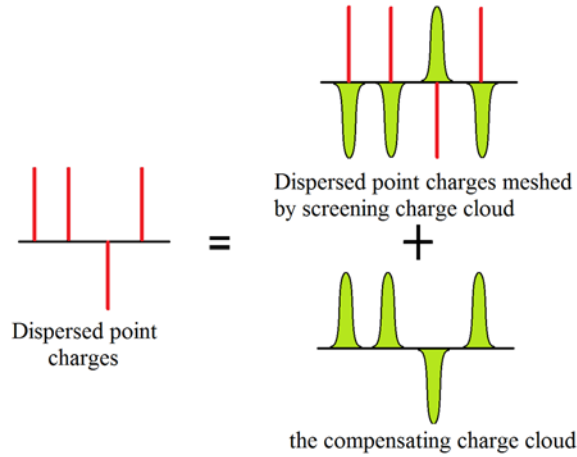 Dispersed point charges meshed
by screening charge cloud
=
+
Dispersed point
charges
the compensating charge cloud